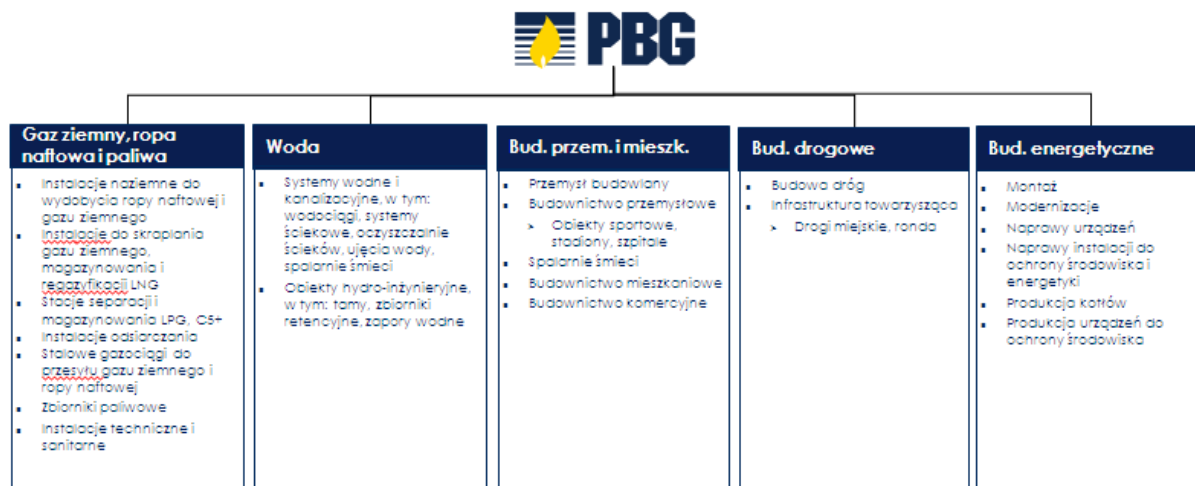 PBG
Gaz ziemny, ropa
naftowa i paliwa
Instalacje naziemne do
wydobycia ropy naftowej i
gazu ziemnego
Instalacje do skraplania
gazu ziemnego,
magazynowania i
regazyfikacji LNG
Stacje separacji i
magazynowania LPG, C5+
Instalacje odsiarczania
Stalowe gazociągi do
przesyłu gazu ziemnego i
ropy naftowej
Zbiorniki paliwowe
Instalacje techniczne i
sanitarne
Woda
Systemy wodne i
kanalizacyjne, w tym:
wodociągi, systemy
ściekowe, oczyszczalnie
ścieków, ujęcia wody,
spalarnie śmieci
Obiekty hydro-inżynieryjne,
w tym: tamy, zbiorniki
retencyjne, zapory wodne
Bud. przem. i mieszk.
Przemysł budowlany
Budownictwo przemysłowe
Obiekty sportowe,
stadiony, szpitale
Spalarnie śmieci
Budownictwo mieszkaniowe
Budownictwo komercyjne
Bud. drogowe
Budowa dróg
Infrastruktura towarzysząca
Drogi miejskie, ronda
Bud. energetyczne
Montaż
Modernizacje
Naprawy urządzeń
Naprawy instalacji do
ochrony środowiska i
energetyki
Produkcja kotłów
Produkcja urządzeń do
ochrony środowiska